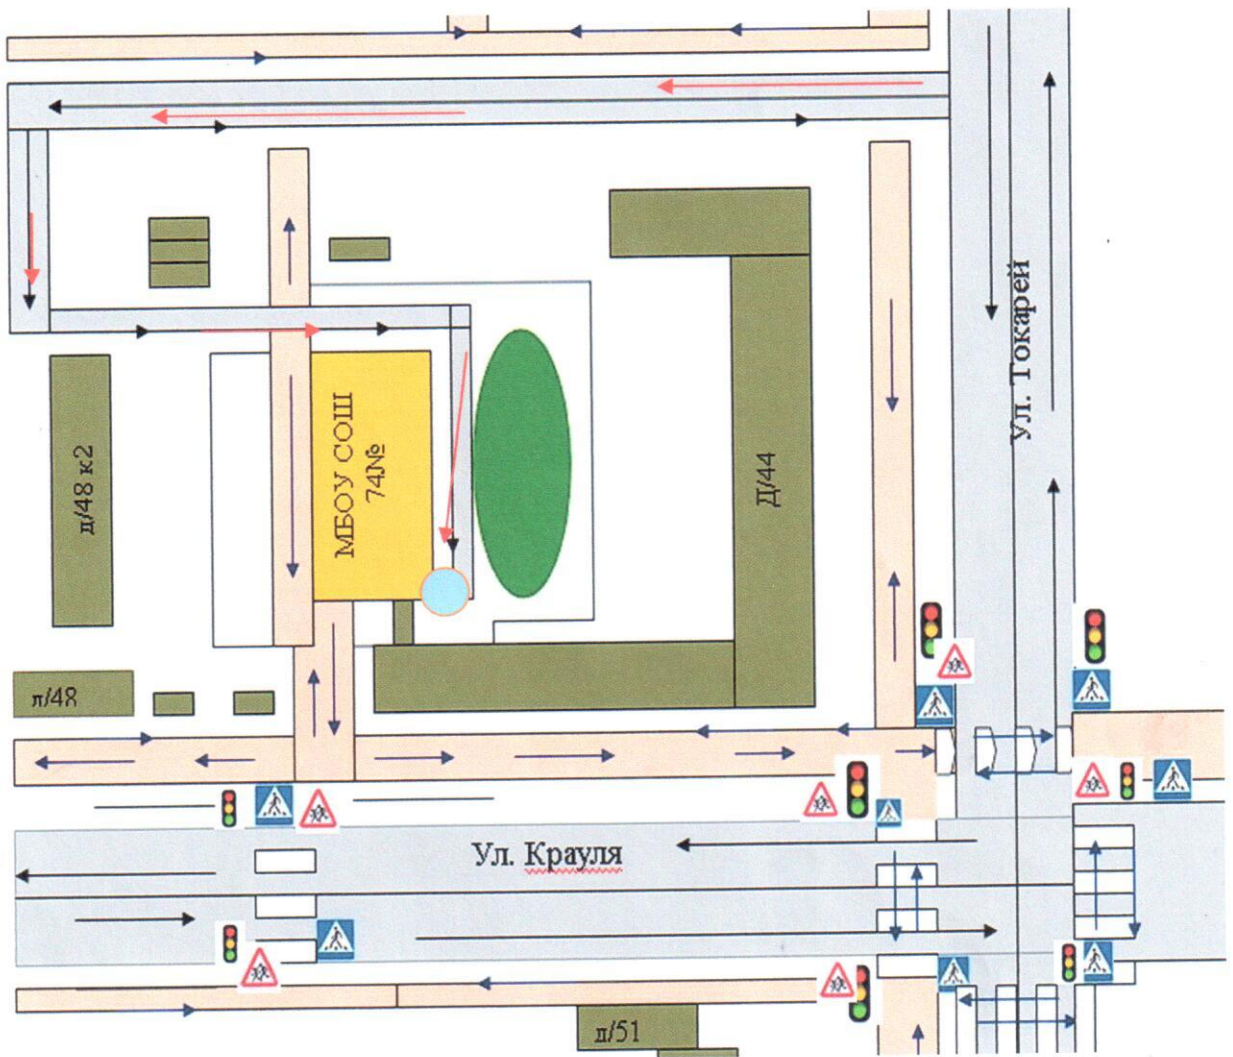 Ул. Токарей
д/48 к2
МБОУ СОШ
74№
Д/44
л/48
Ул. Крауля
д/51